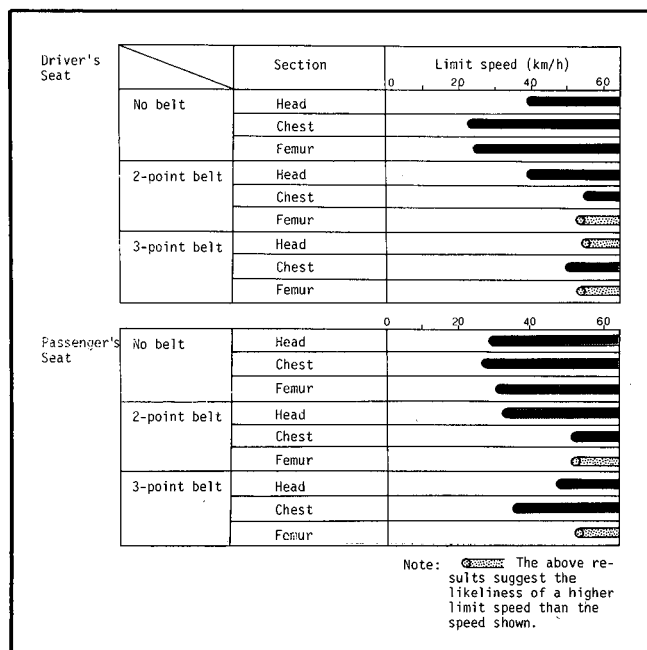 Driver's Seat
Section Limit speed (km/h)
0 20 40 60
No belt Head
Chest
Femur
2-point belt Head
Chest
Femur
3-point belt Head
Chest
Femur
0 20 40 60
Passenger's Seat
No belt Head
Chest
Femur
2-point belt Head
Chest
Femur
3-point belt Head
Chest
Femur
Note: The above re-
sults suggest the
likeliness of a higher
limit speed than the
speed shown.